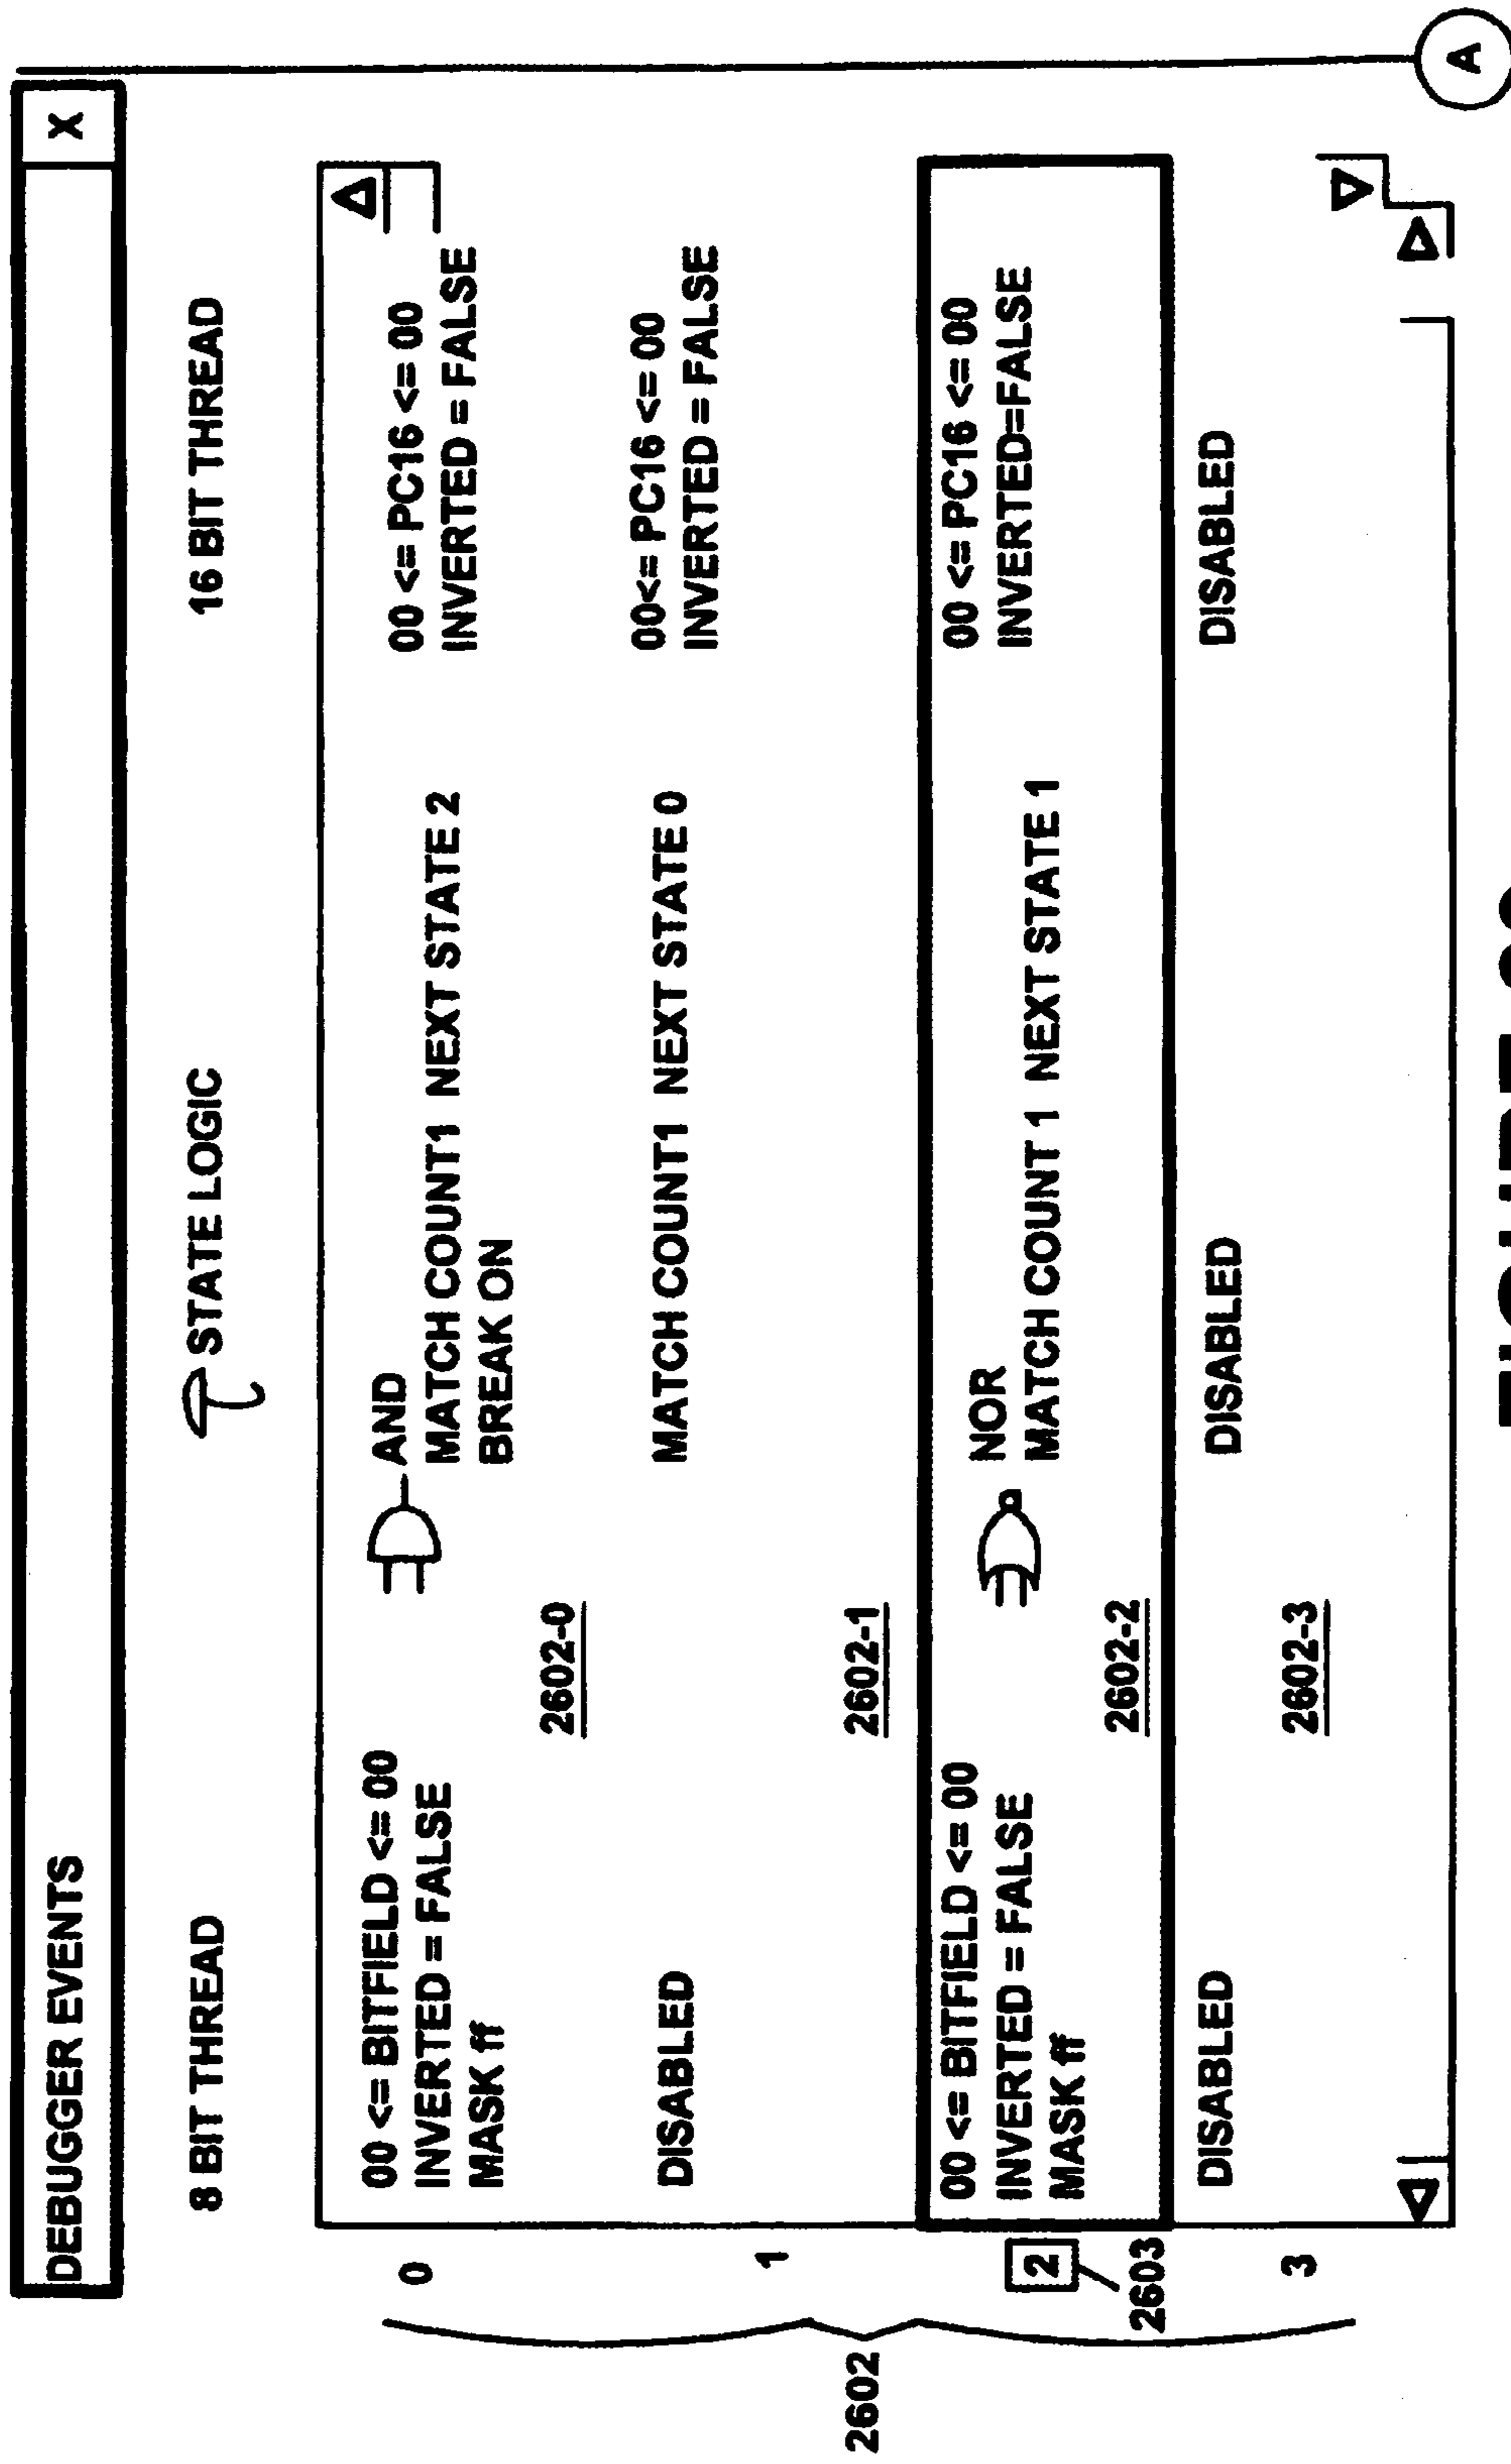 DEBUGGER EVENTS X
8 BIT THREAD STATE LOGIC 16 BIT THREAD
0
00 <= BITFIELD <= 00
INVERTED = FALSE
MASK ff
AND
MATCH COUNT1 NEXT STATE 2
BREAK ON
00 <= PC16 <= 00
INVERTED = FALSE
2602-0
1
DISABLED
MATCH COUNT1 NEXT STATE 0
00<= PC16 <= 00
INVERTED = FALSE
2602-1
2602
2
2603
00 <= BITFIELD <= 00
INVERTED = FALSE
MASK ff
NOR
MATCH COUNT 1 NEXT STATE 1
00 <= PC16 <= 00
INVERTED=FALSE
2602-2
3
DISABLED DISABLED DISABLED
2602-3
A